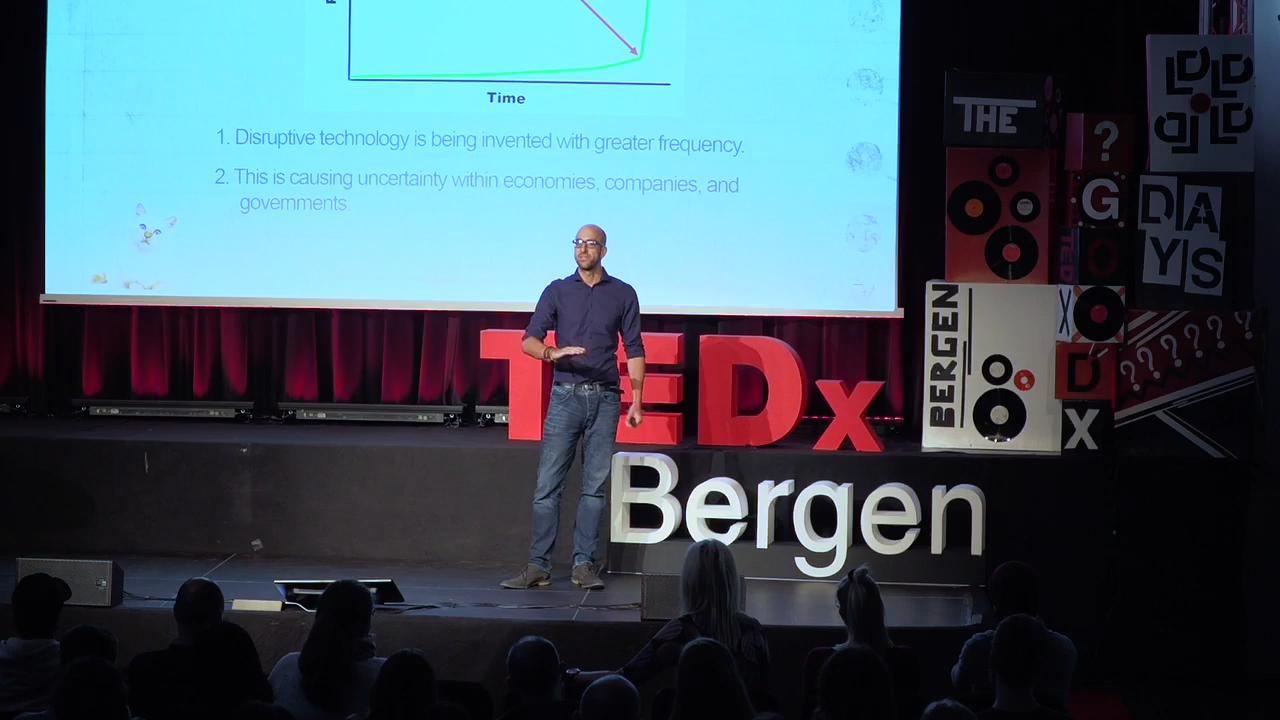 Time
1. Disruptive technology is being invented with greater frequency.
2. This is causing uncertainty within economies, companies, and
governments.
THE
?
G
TED
DA
YS
BERGEN
X
D
X
???????
TEDx
Bergen